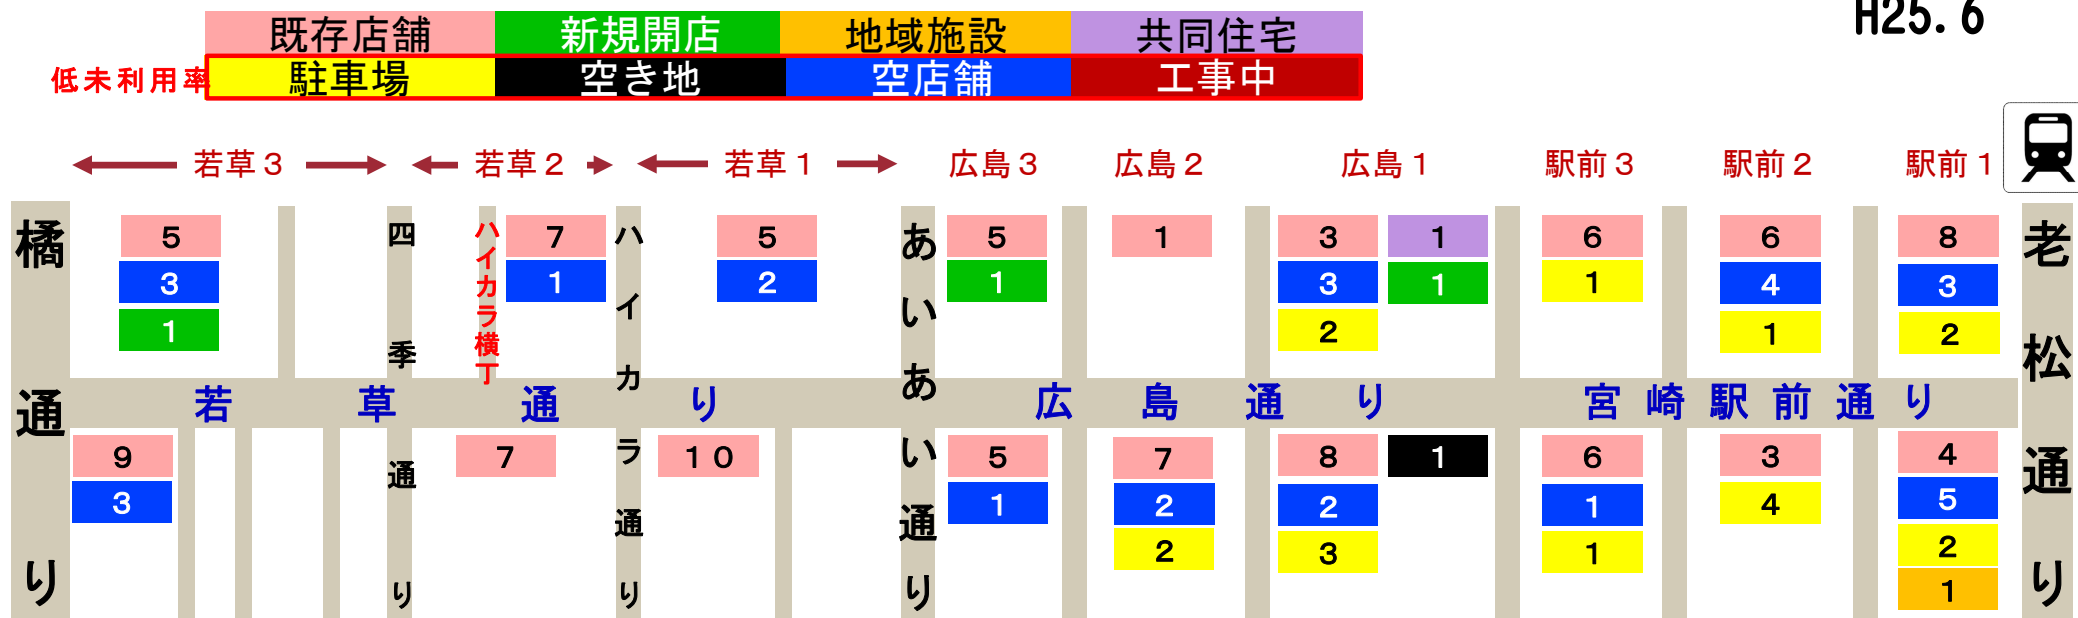 H25.6
既存店舗 新規開店 地域施設 共同住宅
低未利用率 駐車場 空き地 空店舗 工事中
若草3 若草2 若草1 広島3 広島2 広島1 駅前3 駅前2 駅前1
橘通り
四季通り
ハイカラ横丁
ハイカラ通り
あいあい通り
老松通り
5 7 5 5 1 3 1 6 6 8
3 1 2 1 3 1 1 4 3
1 2 1 2
若草通り 広島通り 宮崎駅前通り
9 7 10 5 7 8 1 6 3 4
3 1 2 2 1 4 5
2 3 1 2
1